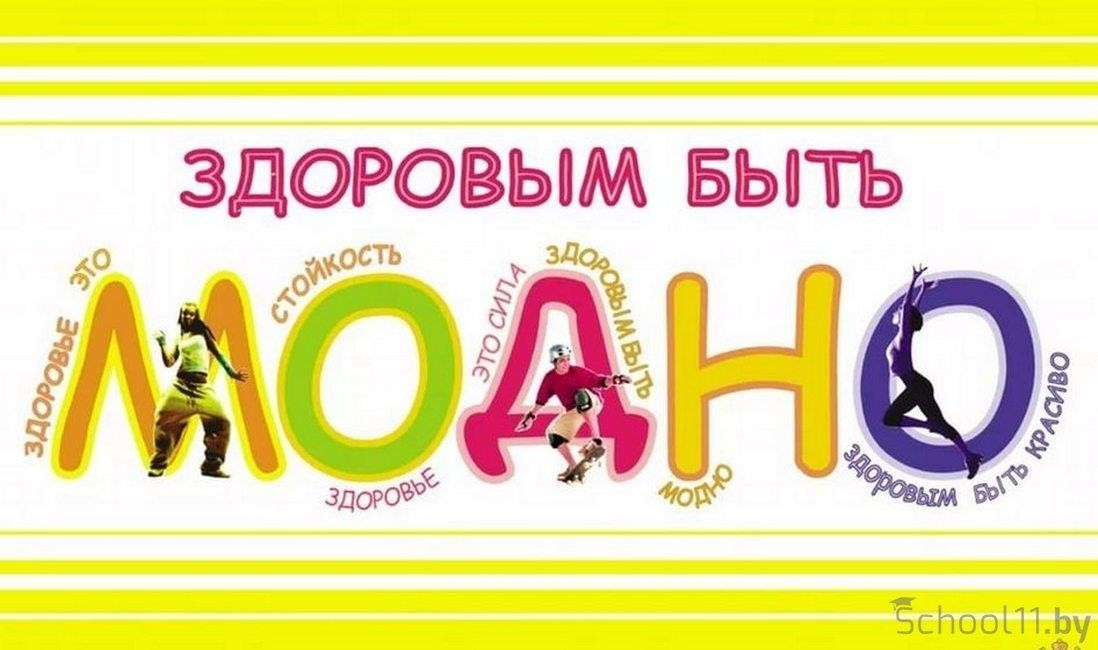 ЗДОРОВЫМ БЫТЬ
МОДНО
ЗДОРОВЬЕ ЭТО
СТОЙКОСТЬ
ЗДОРОВЬЕ
ЭТО СИЛА
ЗДОРОВЫМ БЫТЬ
МОДНО
ЗДОРОВЫМ БЫТЬ КРАСИВО
School11.by